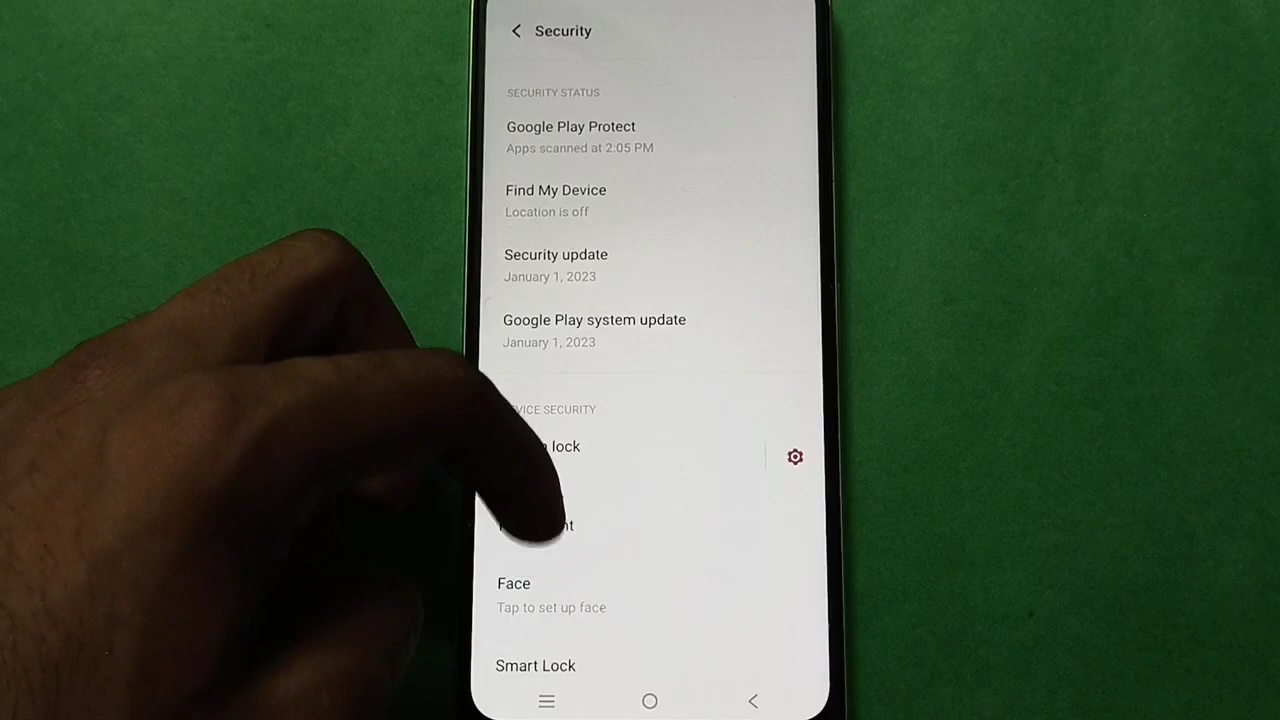 Security
SECURITY STATUS
Google Play Protect
Apps scanned at 2:05 PM
Find My Device
Location is off
Security update
January 1, 2023
Google Play system update
January 1, 2023
VICE SECURITY
lock
Face
Tap to set up face
Smart Lock